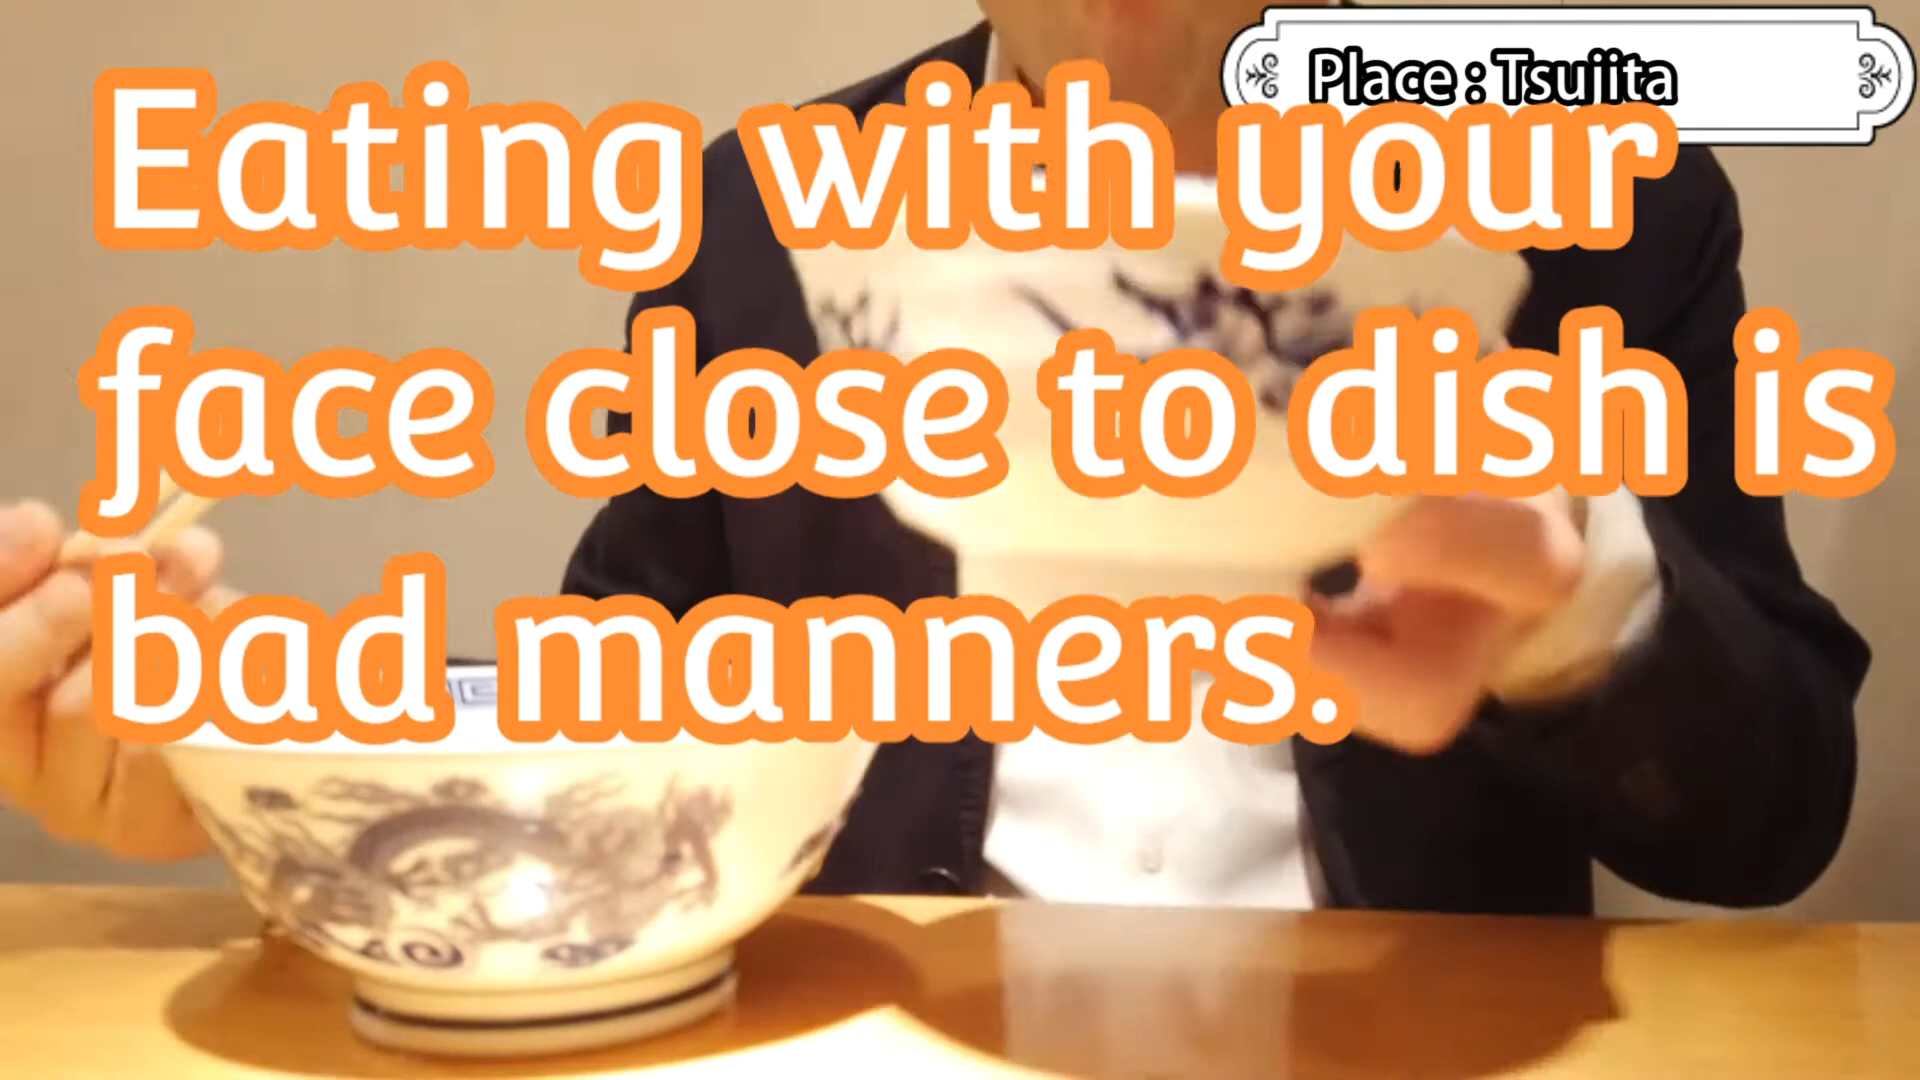 Place : Tsujita
Eating with your
face close to dish is
bad manners.